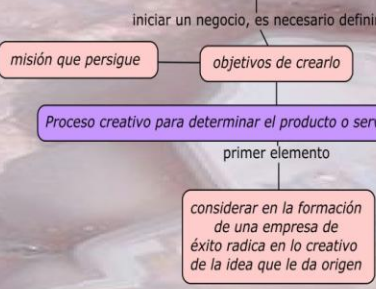 iniciar un negocio, es necesario definir
misión que persigue
objetivos de crearlo
Proceso creativo para determinar el producto o
primer elemento
considerar en la formación
de una empresa de
éxito radica en lo creativo
de la idea que le da origen